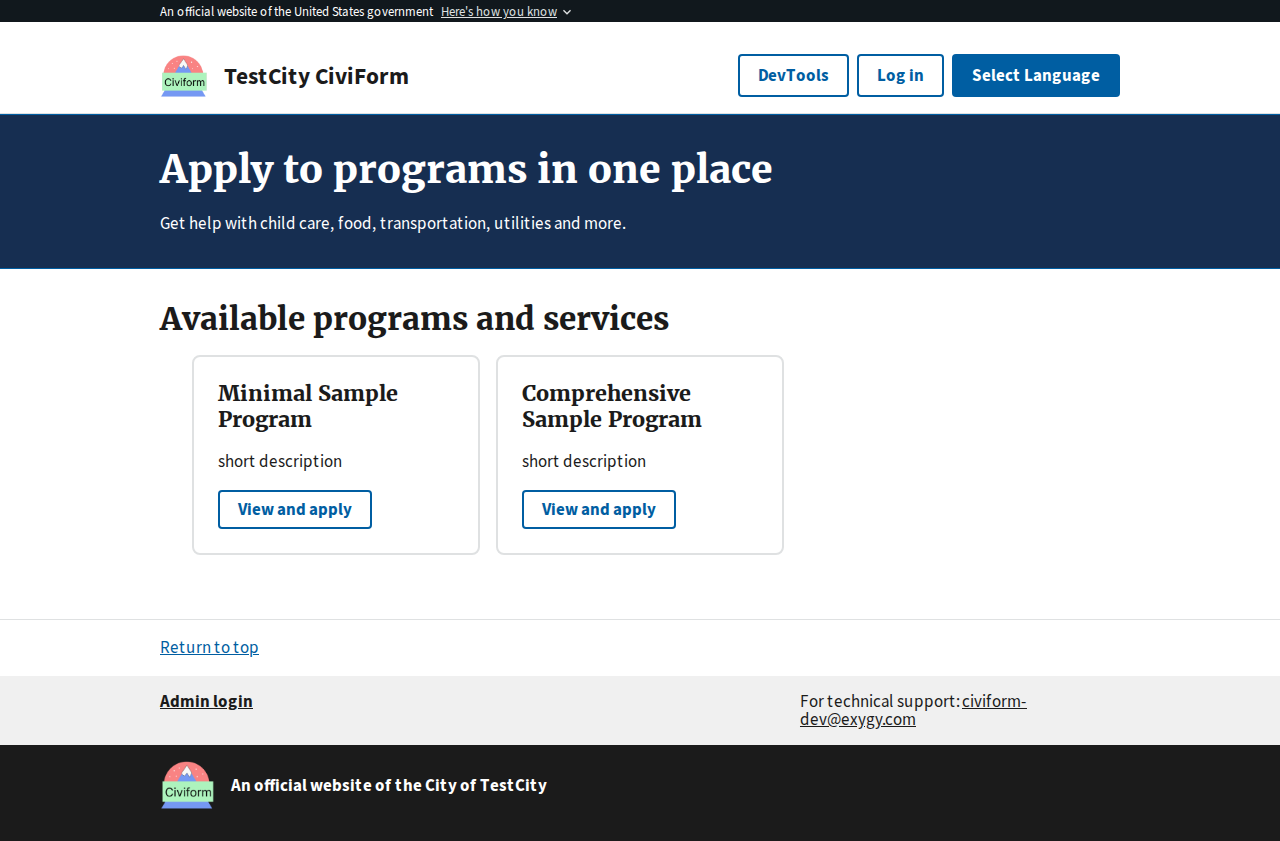 An official website of the United States government Here's how you know
Civiform
TestCity CiviForm
DevTools
Log in
Select Language
Apply to programs in one place
Get help with child care, food, transportation, utilities and more.
Available programs and services
Minimal Sample
Program
short description
View and apply
Comprehensive
Sample Program
short description
View and apply
Return to top
Admin login
For technical support: civiform-
dev@exygy.com
Civiform
An official website of the City of TestCity